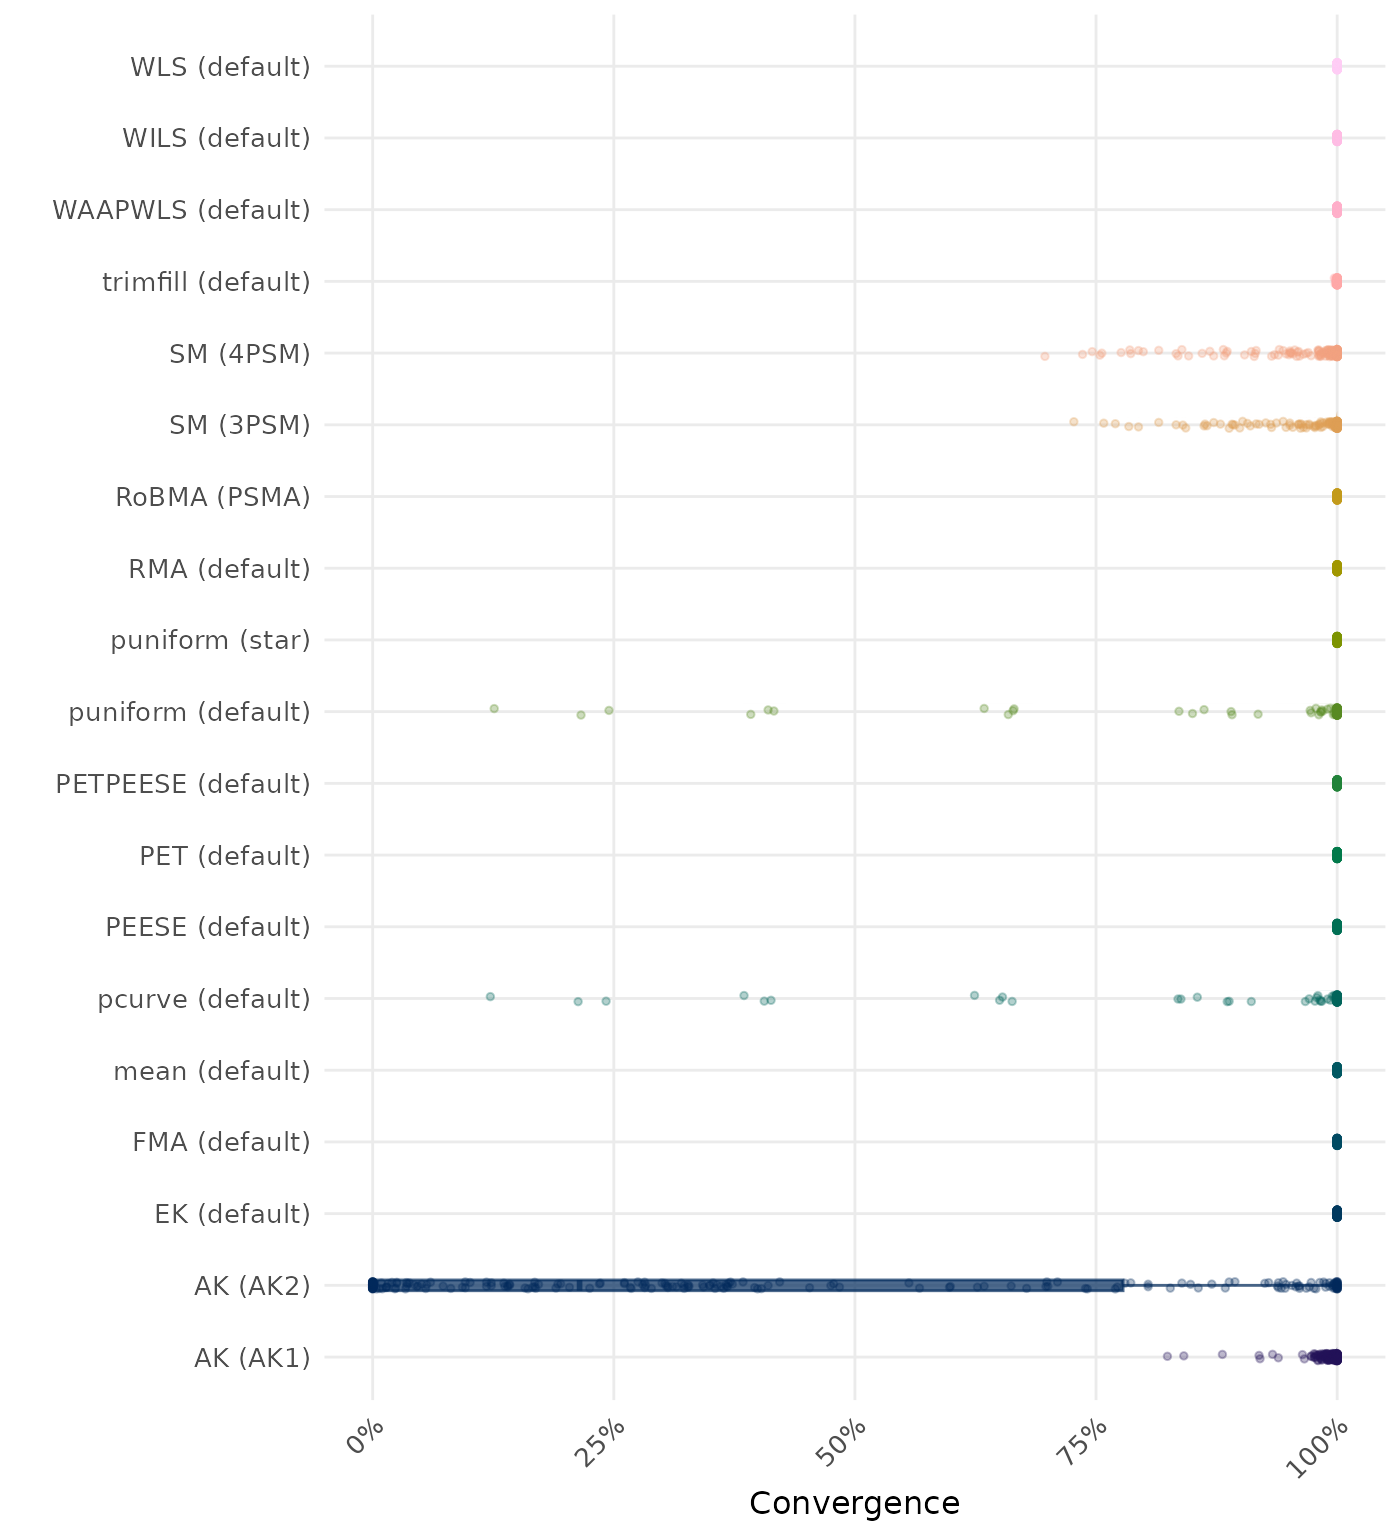 WLS (default)
WILS (default)
WAAPWLS (default)
trimfill (default)
SM (4PSM)
SM (3PSM)
RoBMA (PSMA)
RMA (default)
puniform (star)
puniform (default)
PETPEESE (default)
PET (default)
PEESE (default)
pcurve (default)
mean (default)
FMA (default)
EK (default)
AK (AK2)
AK (AK1)
0%
25%
50%
75%
100%
Convergence